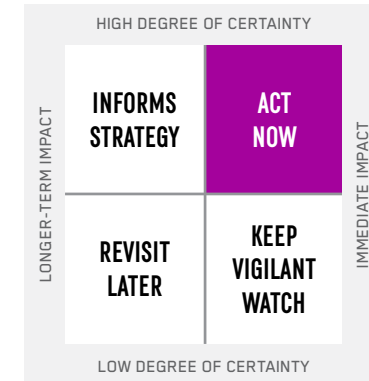 HIGH DEGREE OF CERTAINTY
LONGER-TERM IMPACT
INFORMS
STRATEGY
ACT
NOW
IMMEDIATE IMPACT
REVISIT
LATER
KEEP
VIGILANT
WATCH
LOW DEGREE OF CERTAINTY